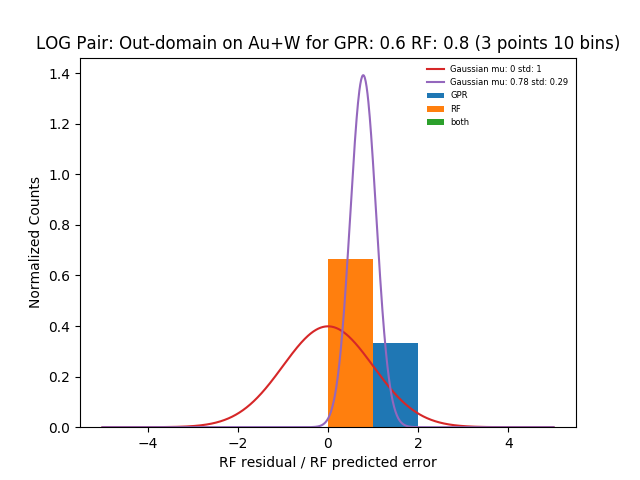 LOG Pair: Out-domain on Au+W for GPR: 0.6 RF: 0.8 (3 points 10 bins)
Gaussian mu: 0 std: 1
Gaussian mu: 0.78 std: 0.29
GPR
RF
both
Normalized Counts
1.4
1.2
1.0
0.8
0.6
0.4
0.2
0.0
−4
−2
0
2
4
RF residual / RF predicted error